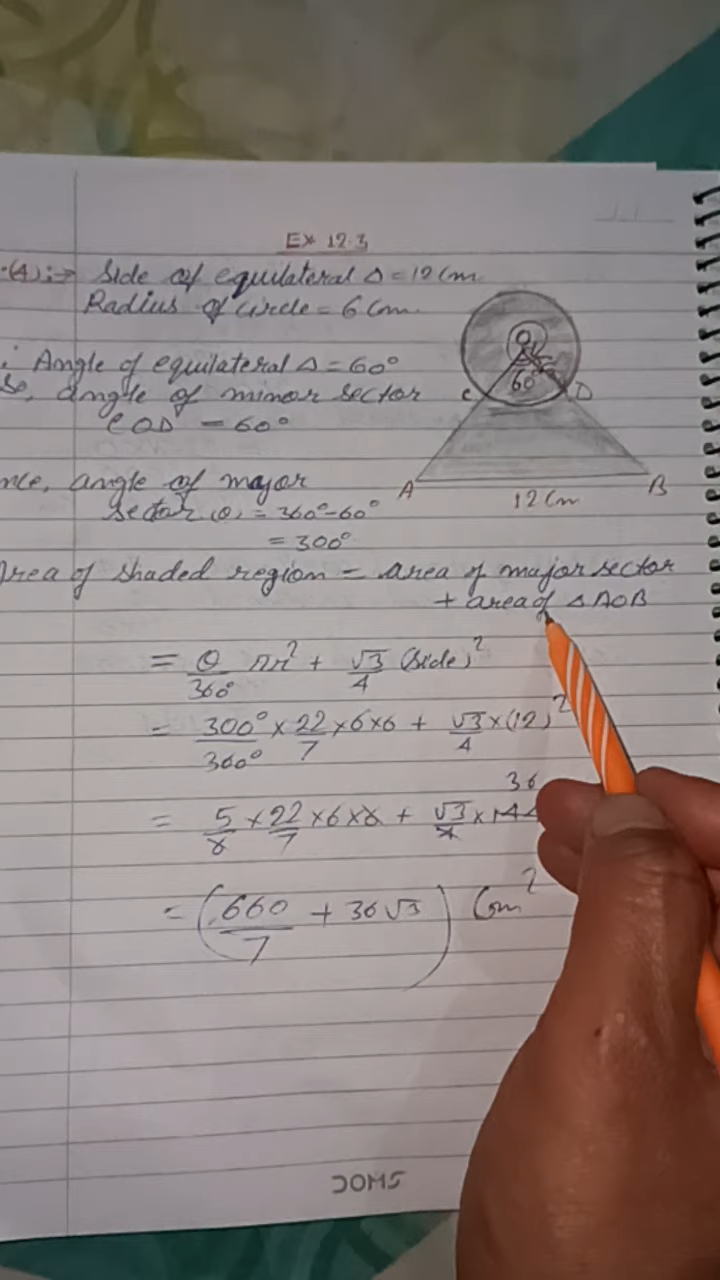 Ex 12.3
(4):→ Side of equilateral Δ = 12 Cm
Radius of circle = 6 Cm.
∴ Angle of equilateral Δ = 60°
So, angle of minor sector
COD = 60°
nce, angle of major
sector (θ) = 360°-60°
= 300°
O
60°
C D
A B
12 Cm
Area of shaded region = area of major sector
+ area of ΔAOB
= θ/360° πr² + √3/4 (side)²
= 300°/360° × 22/7 × 6×6 + √3/4 × (12)²
36
= 5/6 × 22/7 × 6×6 + √3/4 × 144
= (660/7 + 36√3) Cm²
DOMS